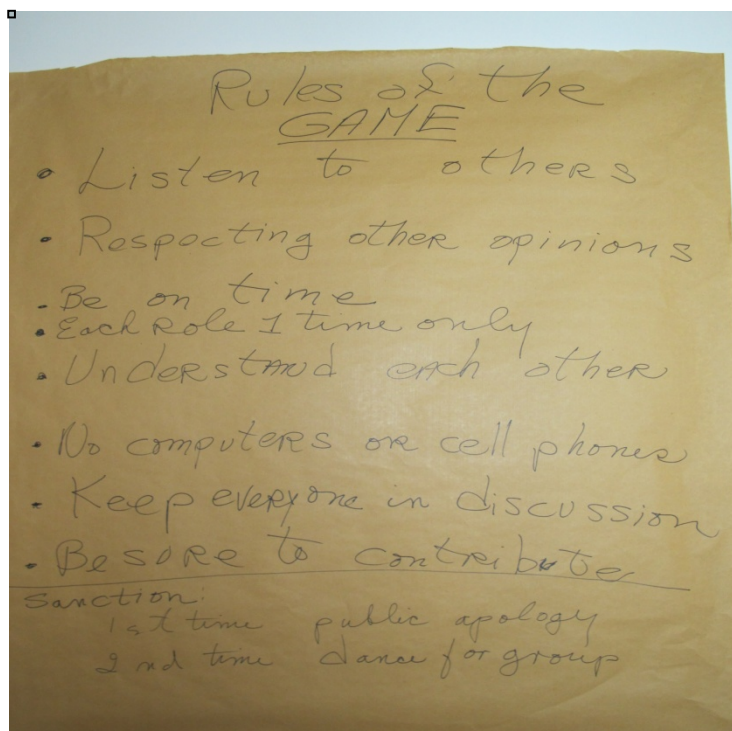 Rules of the
GAME
• Listen to others
• Respecting other opinions
- Be on time
• Each Role 1 time only
• Understand each other
• No computers or cell phones
• Keep everyone in discussion
• Be sure to contribute
Sanction:
1st time public apology
2nd time dance for group